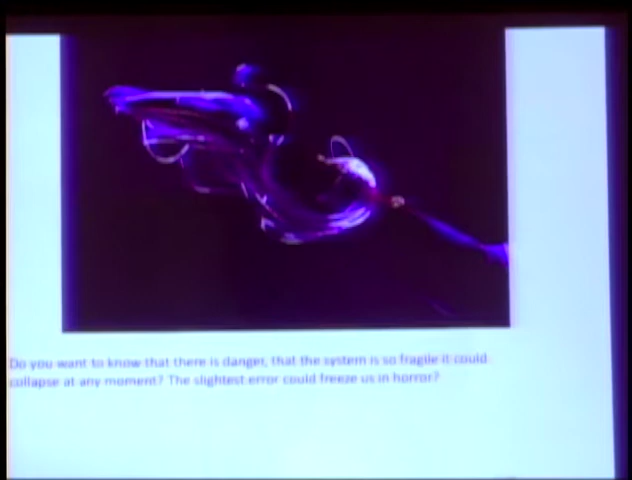 Do you want to know that there is danger, that the system is so fragile it could
collapse at any moment? The slightest error could freeze us in horror?